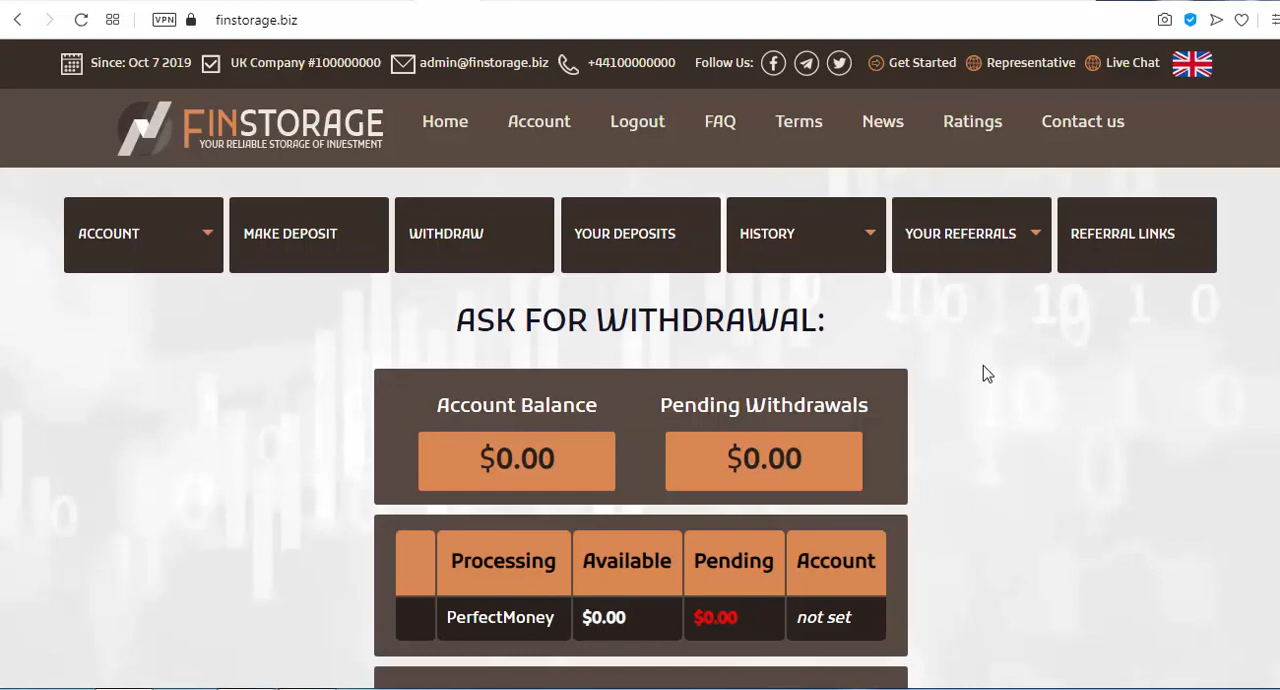 VPN finstorage.biz
Since: Oct 7 2019 UK Company #100000000 admin@finstorage.biz +44100000000 Follow Us: Get Started Representative Live Chat
FINSTORAGE
YOUR RELIABLE STORAGE OF INVESTMENT
Home Account Logout FAQ Terms News Ratings Contact us
ACCOUNT MAKE DEPOSIT WITHDRAW YOUR DEPOSITS HISTORY YOUR REFERRALS REFERRAL LINKS
ASK FOR WITHDRAWAL:
Account Balance Pending Withdrawals
$0.00 $0.00
Processing Available Pending Account
PerfectMoney $0.00 $0.00 not set